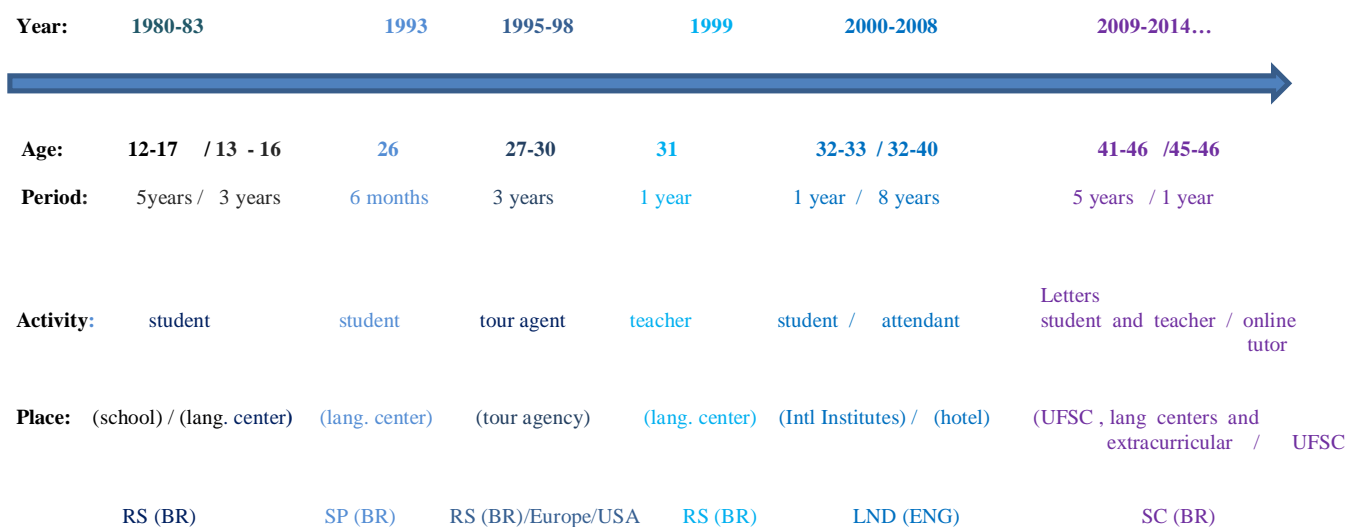 Year: 1980-83 1993 1995-98 1999 2000-2008 2009-2014…
Age: 12-17 / 13 - 16 26 27-30 31 32-33 / 32-40 41-46 /45-46
Period: 5years / 3 years 6 months 3 years 1 year 1 year / 8 years 5 years / 1 year
Letters
Activity: student student tour agent teacher student / attendant student and teacher / online
tutor
Place: (school) / (lang. center) (lang. center) (tour agency) (lang. center) (Intl Institutes) / (hotel) (UFSC , lang centers and
extracurricular / UFSC
RS (BR) SP (BR) RS (BR)/Europe/USA RS (BR) LND (ENG) SC (BR)